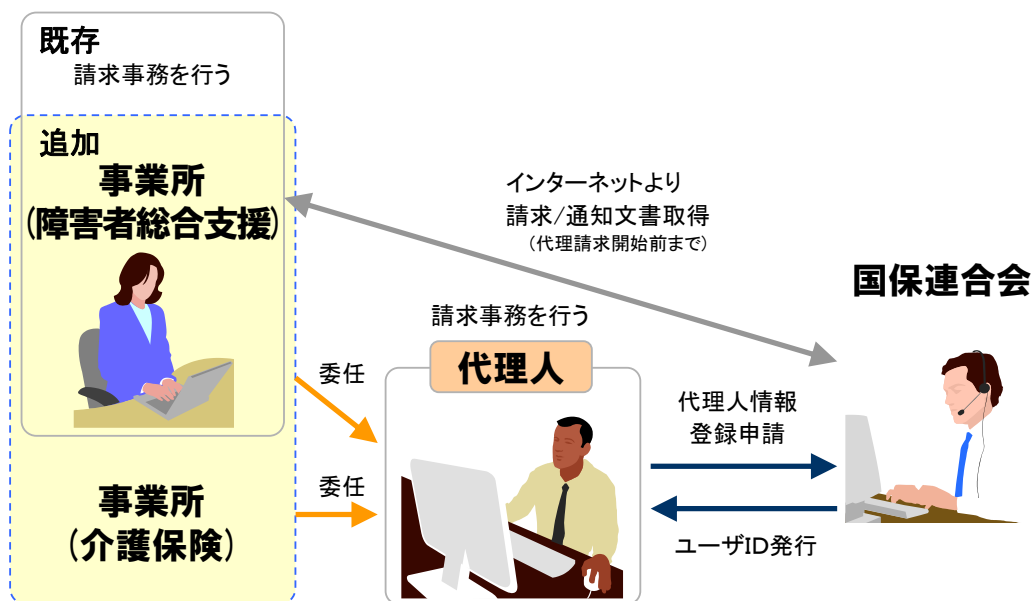 既存
請求事務を行う
追加
事業所
(障害者総合支援)
事業所
(介護保険)
委任
委任
インターネットより
請求/通知文書取得
(代理請求開始前まで)
請求事務を行う
代理人
代理人情報
登録申請
ユーザID発行
国保連合会